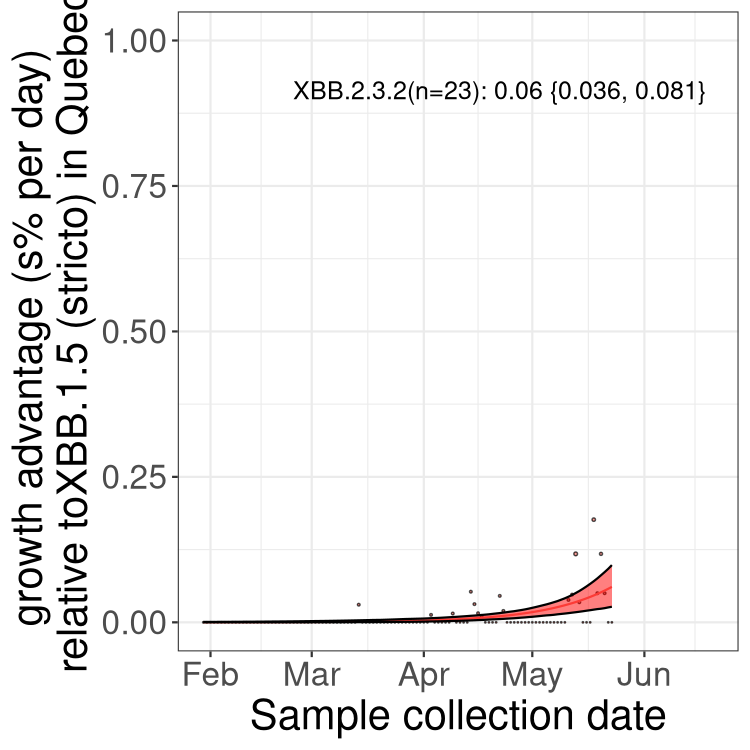 growth advantage (s% per day)
relative toXBB.1.5 (stricto) in Quebec
1.00
0.75
0.50
0.25
0.00
XBB.2.3.2(n=23): 0.06 {0.036, 0.081}
Feb Mar Apr May Jun
Sample collection date